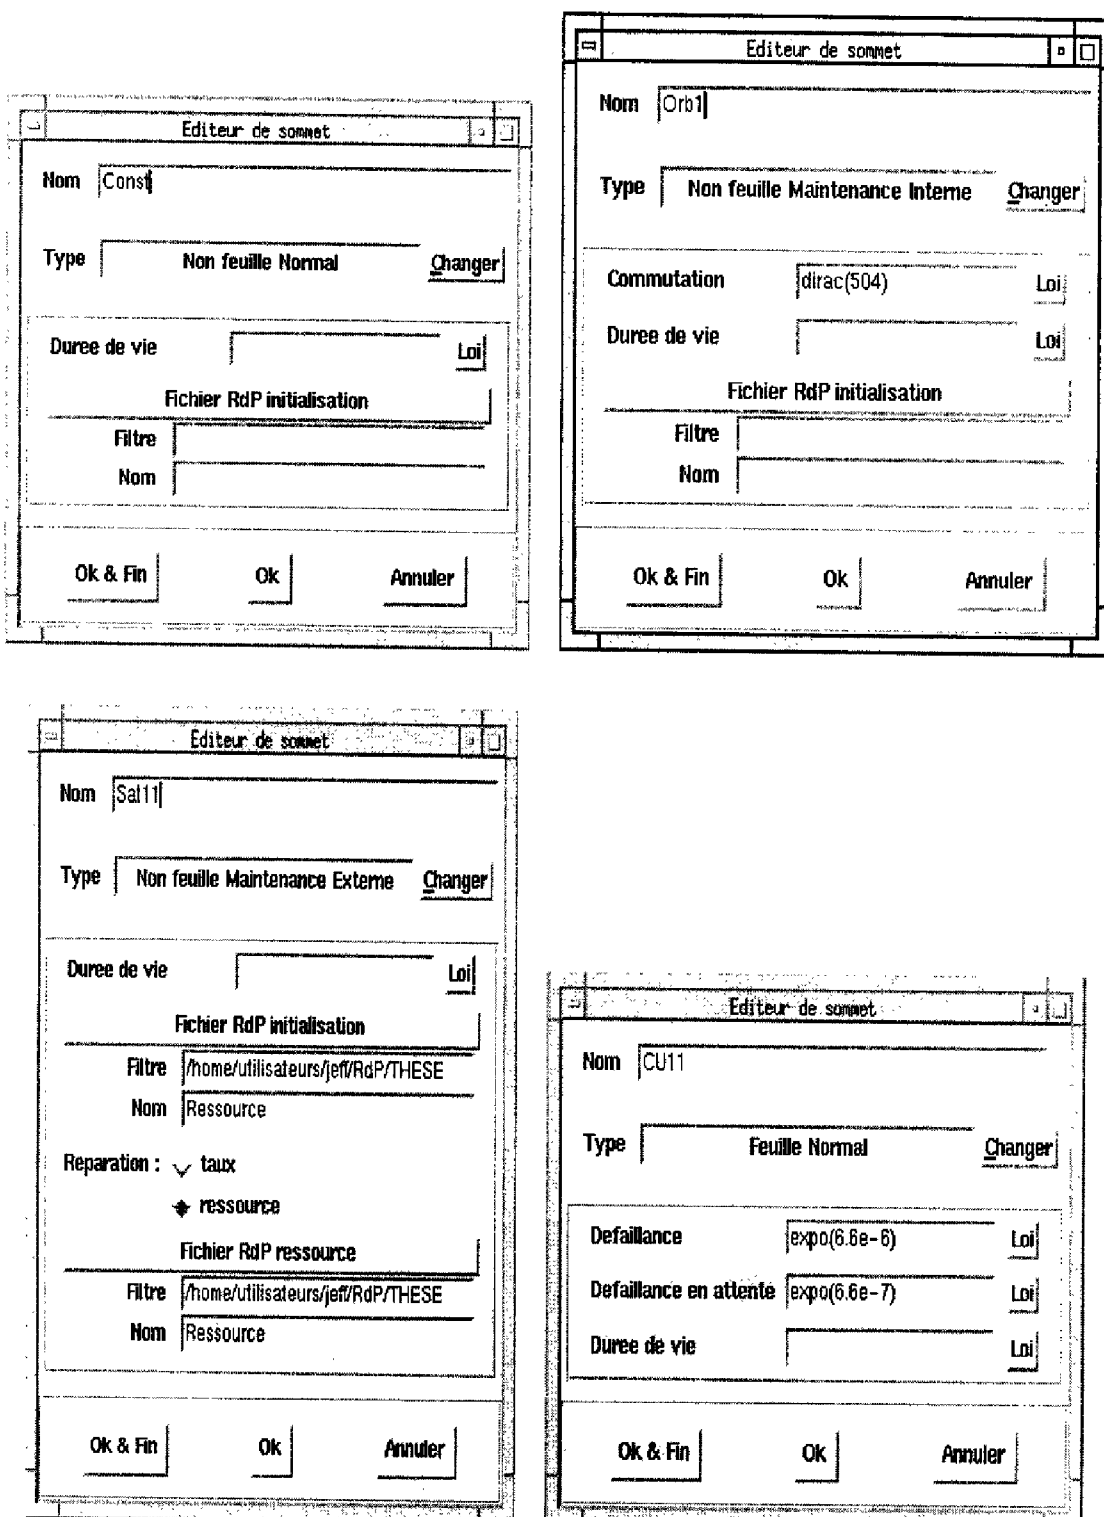 Editeur de sommet
Nom Const
Type Non feuille Normal Changer
Duree de vie Loi
Fichier RdP initialisation
Filtre
Nom
Ok & Fin Ok Annuler
Editeur de sommet
Nom Orb1
Type Non feuille Maintenance Interne Changer
Commutation dirac(504) Loi
Duree de vie Loi
Fichier RdP initialisation
Filtre
Nom
Ok & Fin Ok Annuler
Editeur de sommet
Nom Sat11
Type Non feuille Maintenance Externe Changer
Duree de vie Loi
Fichier RdP initialisation
Filtre /home/utilisateurs/jeff/RdP/THESE
Nom Ressource
Reparation : taux
ressource
Fichier RdP ressource
Filtre /home/utilisateurs/jeff/RdP/THESE
Nom Ressource
Ok & Fin Ok Annuler
Editeur de sommet
Nom CU11
Type Feuille Normal Changer
Defaillance expo(6.6e-6) Loi
Defaillance en attente expo(6.6e-7) Loi
Duree de vie Loi
Ok & Fin Ok Annuler